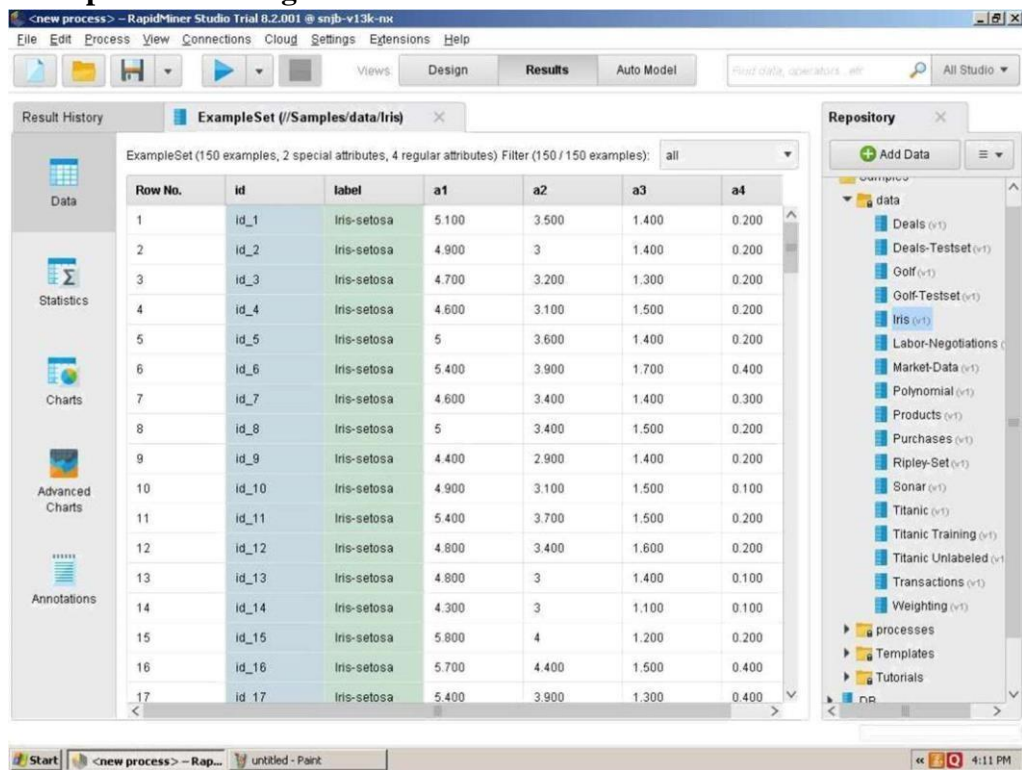 <new process> – RapidMiner Studio Trial 8.2.001 @ snjb-v13k-nx
File Edit Process View Connections Cloud Settings Extensions Help
Views: Design Results Auto Model Find data, operators...etc All Studio
Result History ExampleSet (//Samples/data/Iris) Repository
ExampleSet (150 examples, 2 special attributes, 4 regular attributes) Filter (150 / 150 examples): all
Add Data
Data
Statistics
Charts
Advanced
Charts
Annotations
Row No. id label a1 a2 a3 a4
1 id_1 Iris-setosa 5.100 3.500 1.400 0.200
2 id_2 Iris-setosa 4.900 3 1.400 0.200
3 id_3 Iris-setosa 4.700 3.200 1.300 0.200
4 id_4 Iris-setosa 4.600 3.100 1.500 0.200
5 id_5 Iris-setosa 5 3.600 1.400 0.200
6 id_6 Iris-setosa 5.400 3.900 1.700 0.400
7 id_7 Iris-setosa 4.600 3.400 1.400 0.300
8 id_8 Iris-setosa 5 3.400 1.500 0.200
9 id_9 Iris-setosa 4.400 2.900 1.400 0.200
10 id_10 Iris-setosa 4.900 3.100 1.500 0.100
11 id_11 Iris-setosa 5.400 3.700 1.500 0.200
12 id_12 Iris-setosa 4.800 3.400 1.600 0.200
13 id_13 Iris-setosa 4.800 3 1.400 0.100
14 id_14 Iris-setosa 4.300 3 1.100 0.100
15 id_15 Iris-setosa 5.800 4 1.200 0.200
16 id_16 Iris-setosa 5.700 4.400 1.500 0.400
17 id_17 Iris-setosa 5.400 3.900 1.300 0.400
Samples
data
Deals (v1)
Deals-Testset (v1)
Golf (v1)
Golf-Testset (v1)
Iris (v1)
Labor-Negotiations (
Market-Data (v1)
Polynomial (v1)
Products (v1)
Purchases (v1)
Ripley-Set (v1)
Sonar (v1)
Titanic (v1)
Titanic Training (v1)
Titanic Unlabeled (v1
Transactions (v1)
Weighting (v1)
processes
Templates
Tutorials
DB
Start <new process> – Rap... untitled - Paint « 4:11 PM